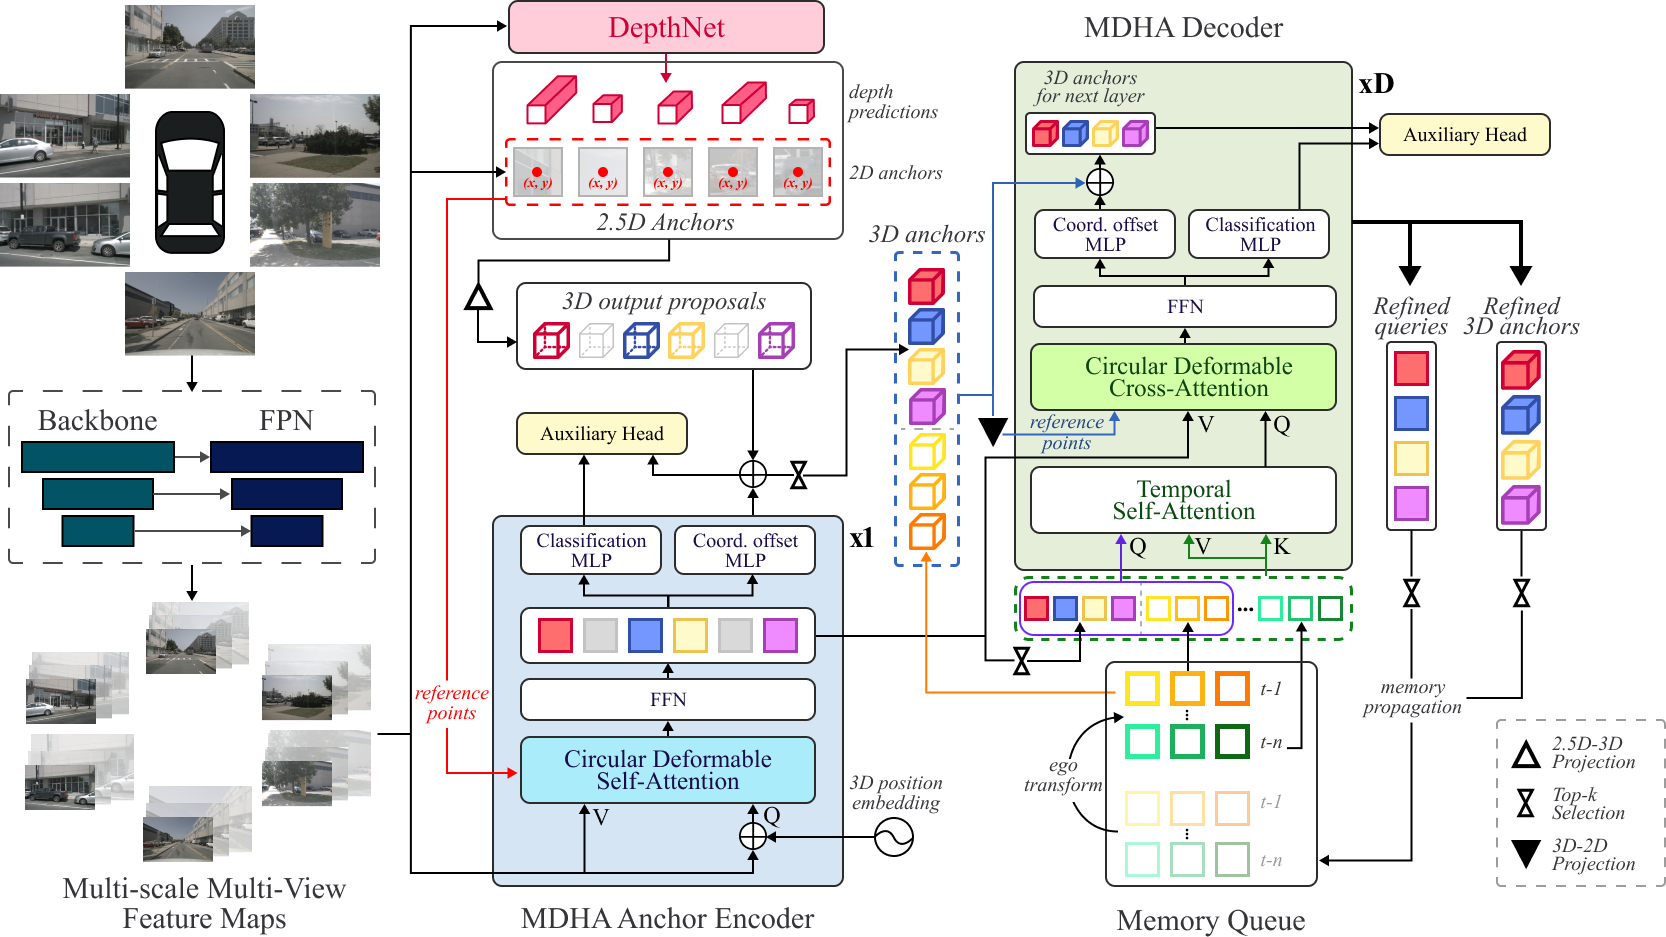 DepthNet
MDHA Decoder
depth
predictions
(x, y)
(x, y)
(x, y)
(x, y)
(x, y)
2D anchors
2.5D Anchors
3D output proposals
Auxiliary Head
Classification
MLP
Coord. offset
MLP
x1
FFN
Circular Deformable
Self-Attention
V
Q
3D position
embedding
reference
points
MDHA Anchor Encoder
Backbone
FPN
Multi-scale Multi-View
Feature Maps
3D anchors
3D anchors
for next layer
xD
Auxiliary Head
Coord. offset
MLP
Classification
MLP
FFN
Circular Deformable
Cross-Attention
reference
points
V
Q
Temporal
Self-Attention
Q
V
K
...
t-1
t-n
ego
transform
t-1
t-n
Memory Queue
Refined
queries
Refined
3D anchors
memory
propagation
2.5D-3D
Projection
Top-k
Selection
3D-2D
Projection